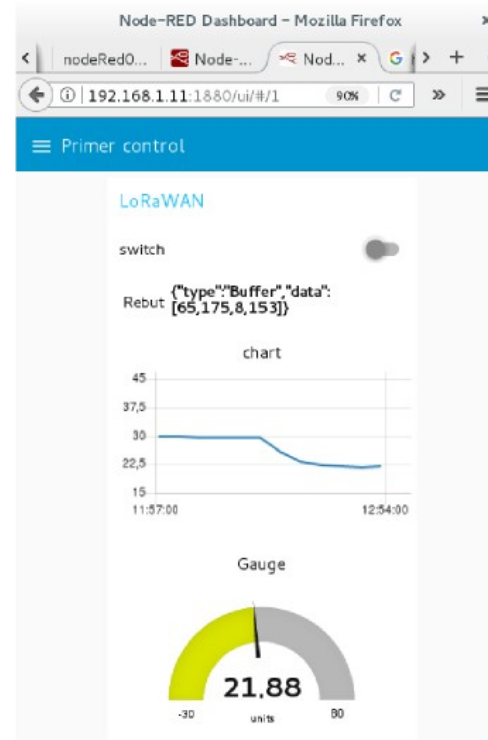 Node-RED Dashboard – Mozilla Firefox
nodeRed0... Node-... Nod...
192.168.1.11:1880/ui/#/1 90%
Primer control
LoRaWAN
switch
Rebut {"type":"Buffer","data":
[65,175,8,153]}
chart
45
37,5
30
22,5
15
11:57:00 12:54:00
Gauge
21.88
-30 units 80